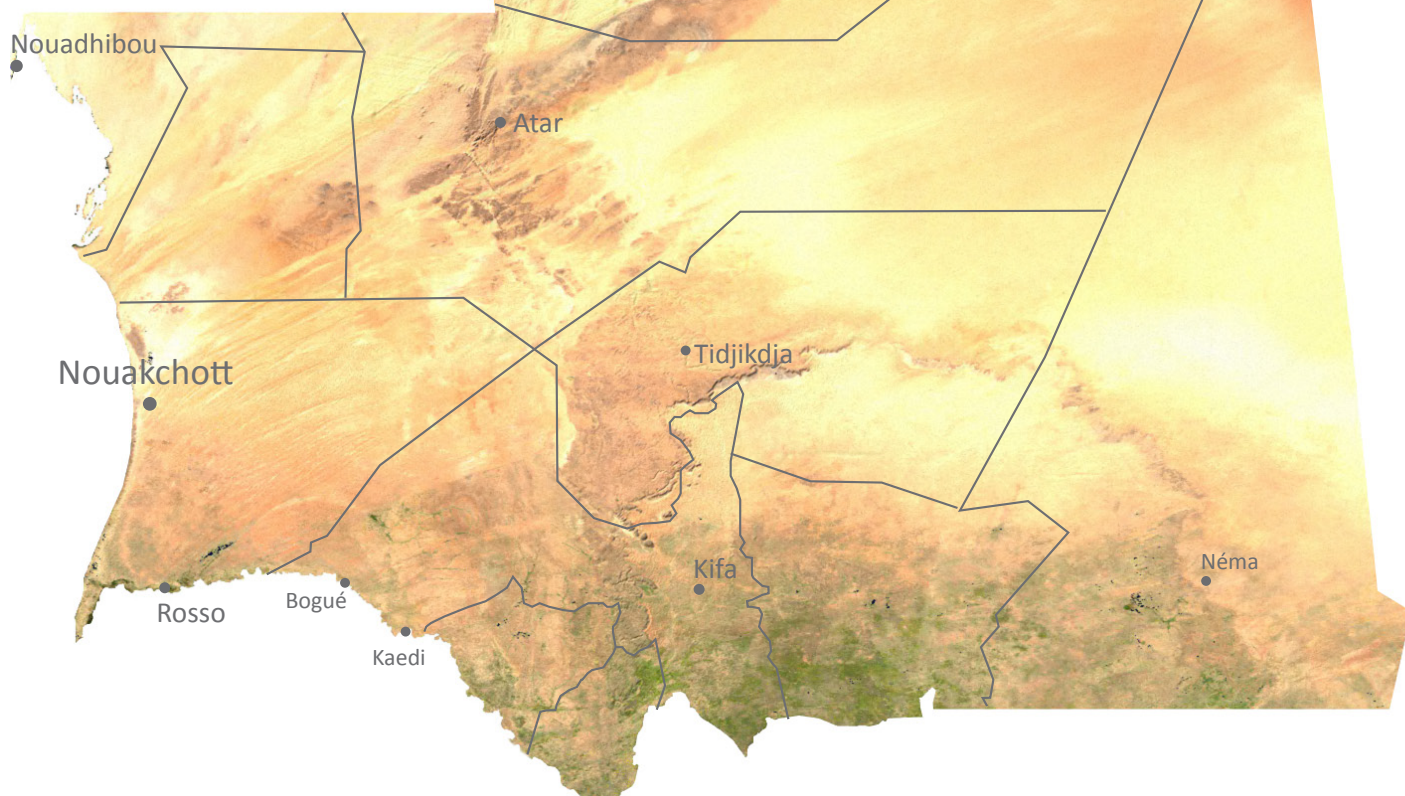 Nouadhibou
Atar
Tidjikdja
Nouakchott
Kifa
Néma
Rosso
Bogué
Kaedi